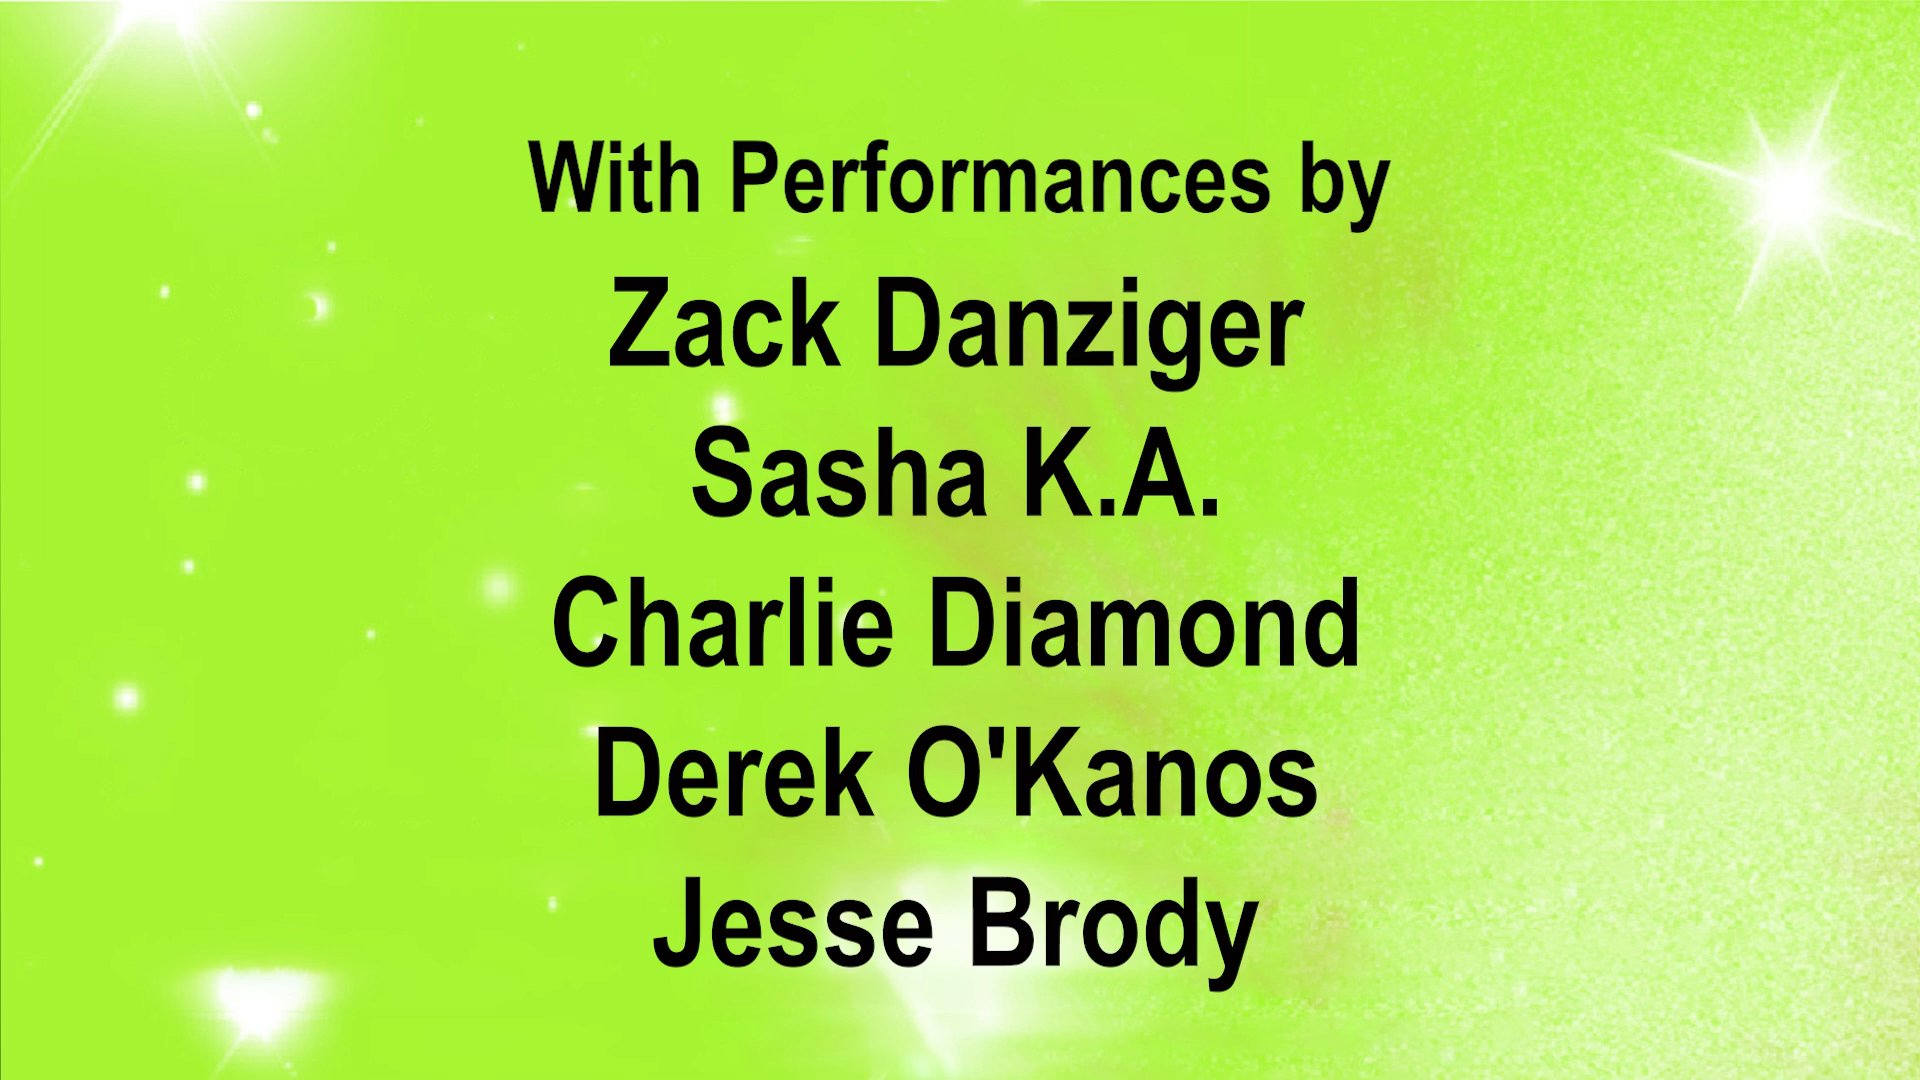 With Performances by
Zack Danziger
Sasha K.A.
Charlie Diamond
Derek O'Kanos
Jesse Brody